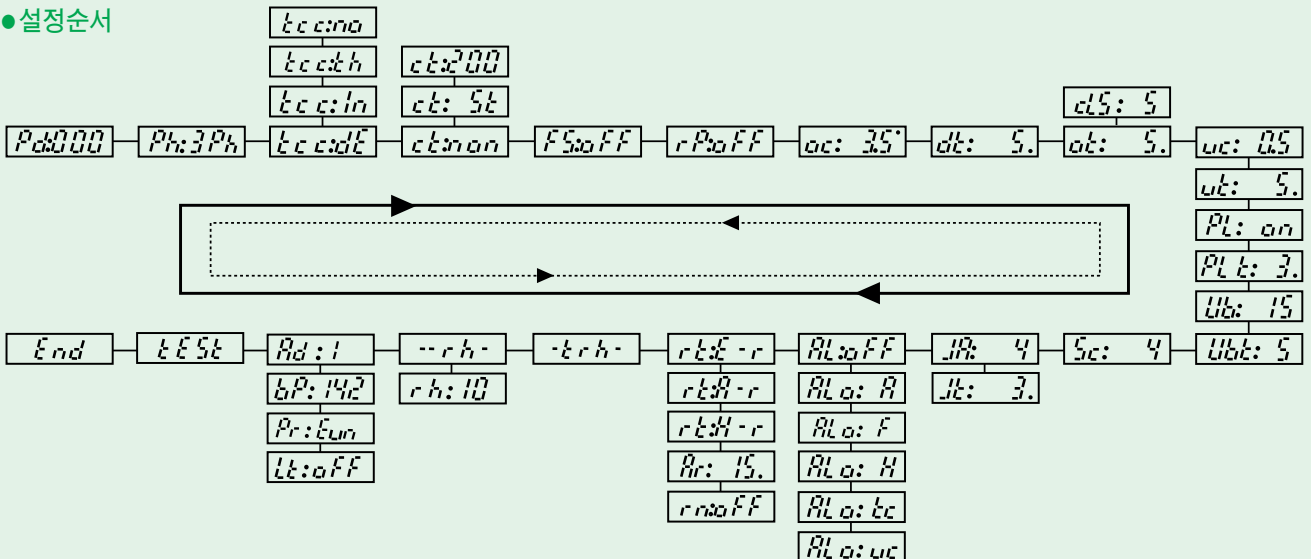 ●설정순서
tcc:no
tcc:th
ct:200
tcc:In
ct: St
cLS: 5
Pd:000
Ph:3Ph
tcc:dE
ct:non
FS:oFF
rP:oFF
oc: 3.5°
dt: 5.
ot: 5.
uc: 0.5
ut: 5.
PL: on
PLt: 3.
Ub: 15
End
tESt
Ad:1
--rh-
-trh-
rt:E-r
AL:oFF
JA: 4
Sc: 4
Ubt: 5
bP:142
rh:10
rt:A-r
ALo: A
Jt: 3.
Pr:Eun
rt:H-r
ALo: F
Lt:oFF
Ar: 15.
ALo: H
rn:oFF
ALo:tc
ALo:uc